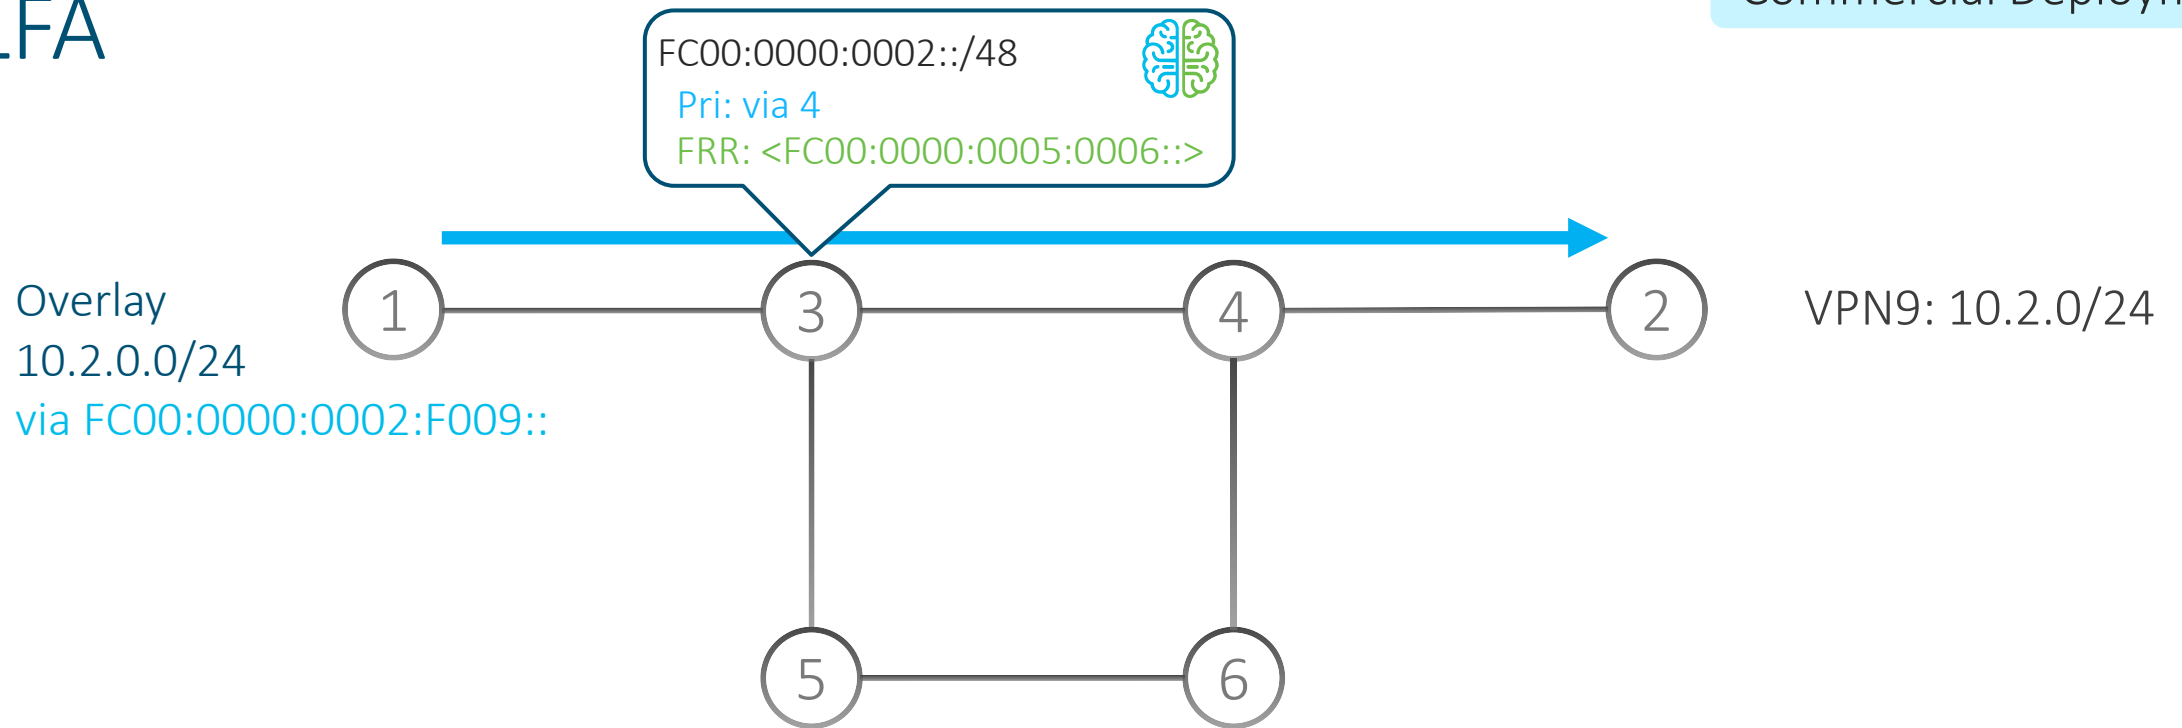 LFA
FC00:0000:0002::/48
Pri: via 4
FRR: <FC00:0000:0005:0006::>
1
3
4
2
Overlay
10.2.0.0/24
via FC00:0000:0002:F009::
VPN9: 10.2.0/24
5
6